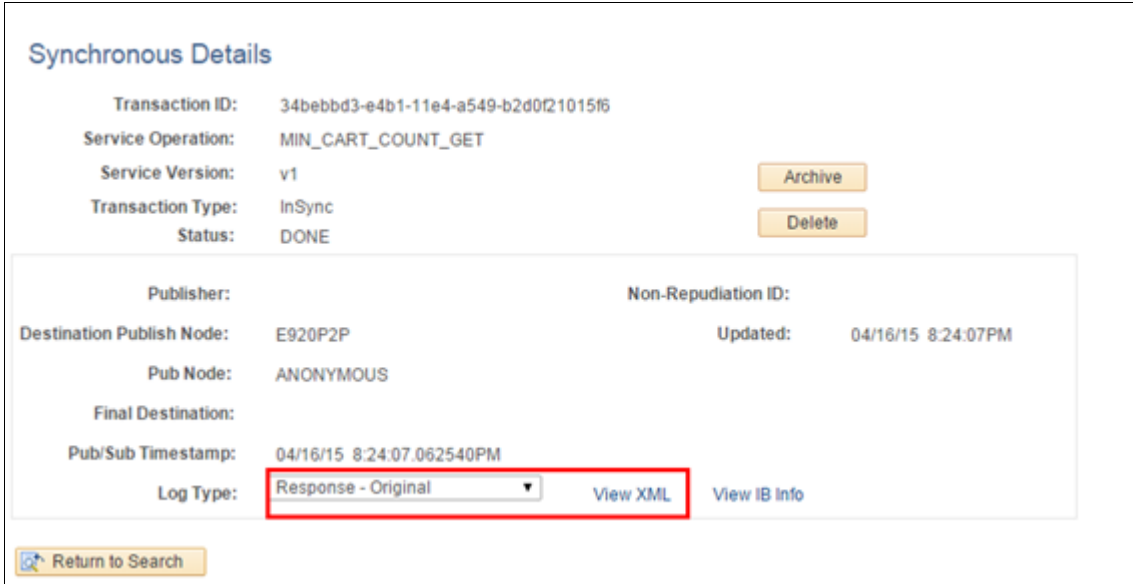 Synchronous Details
Transaction ID: 34bebbd3-e4b1-11e4-a549-b2d0f21015f6
Service Operation: MIN_CART_COUNT_GET
Service Version: v1
Archive
Transaction Type: InSync
Delete
Status: DONE
Publisher: Non-Repudiation ID:
Destination Publish Node: E920P2P Updated: 04/16/15 8:24:07PM
Pub Node: ANONYMOUS
Final Destination:
Pub/Sub Timestamp: 04/16/15 8:24:07.062540PM
Log Type: Response - Original View XML View IB Info
Return to Search